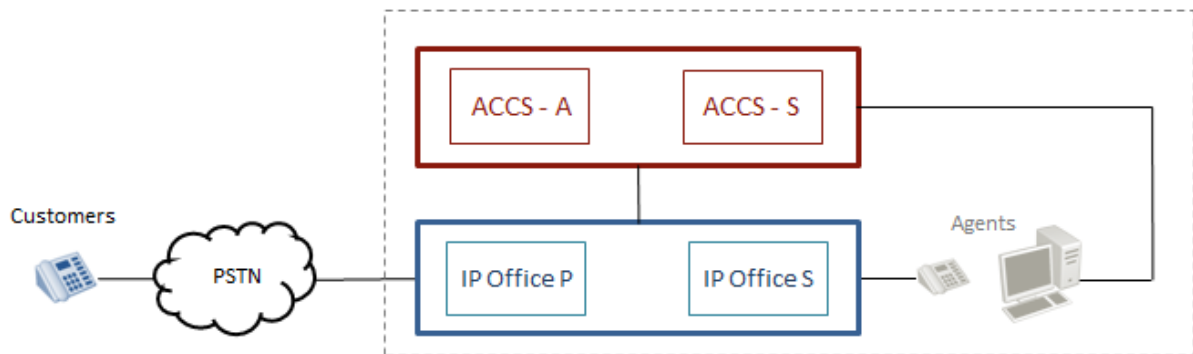 ACCS - A
ACCS - S
Customers
Agents
PSTN
IP Office P
IP Office S